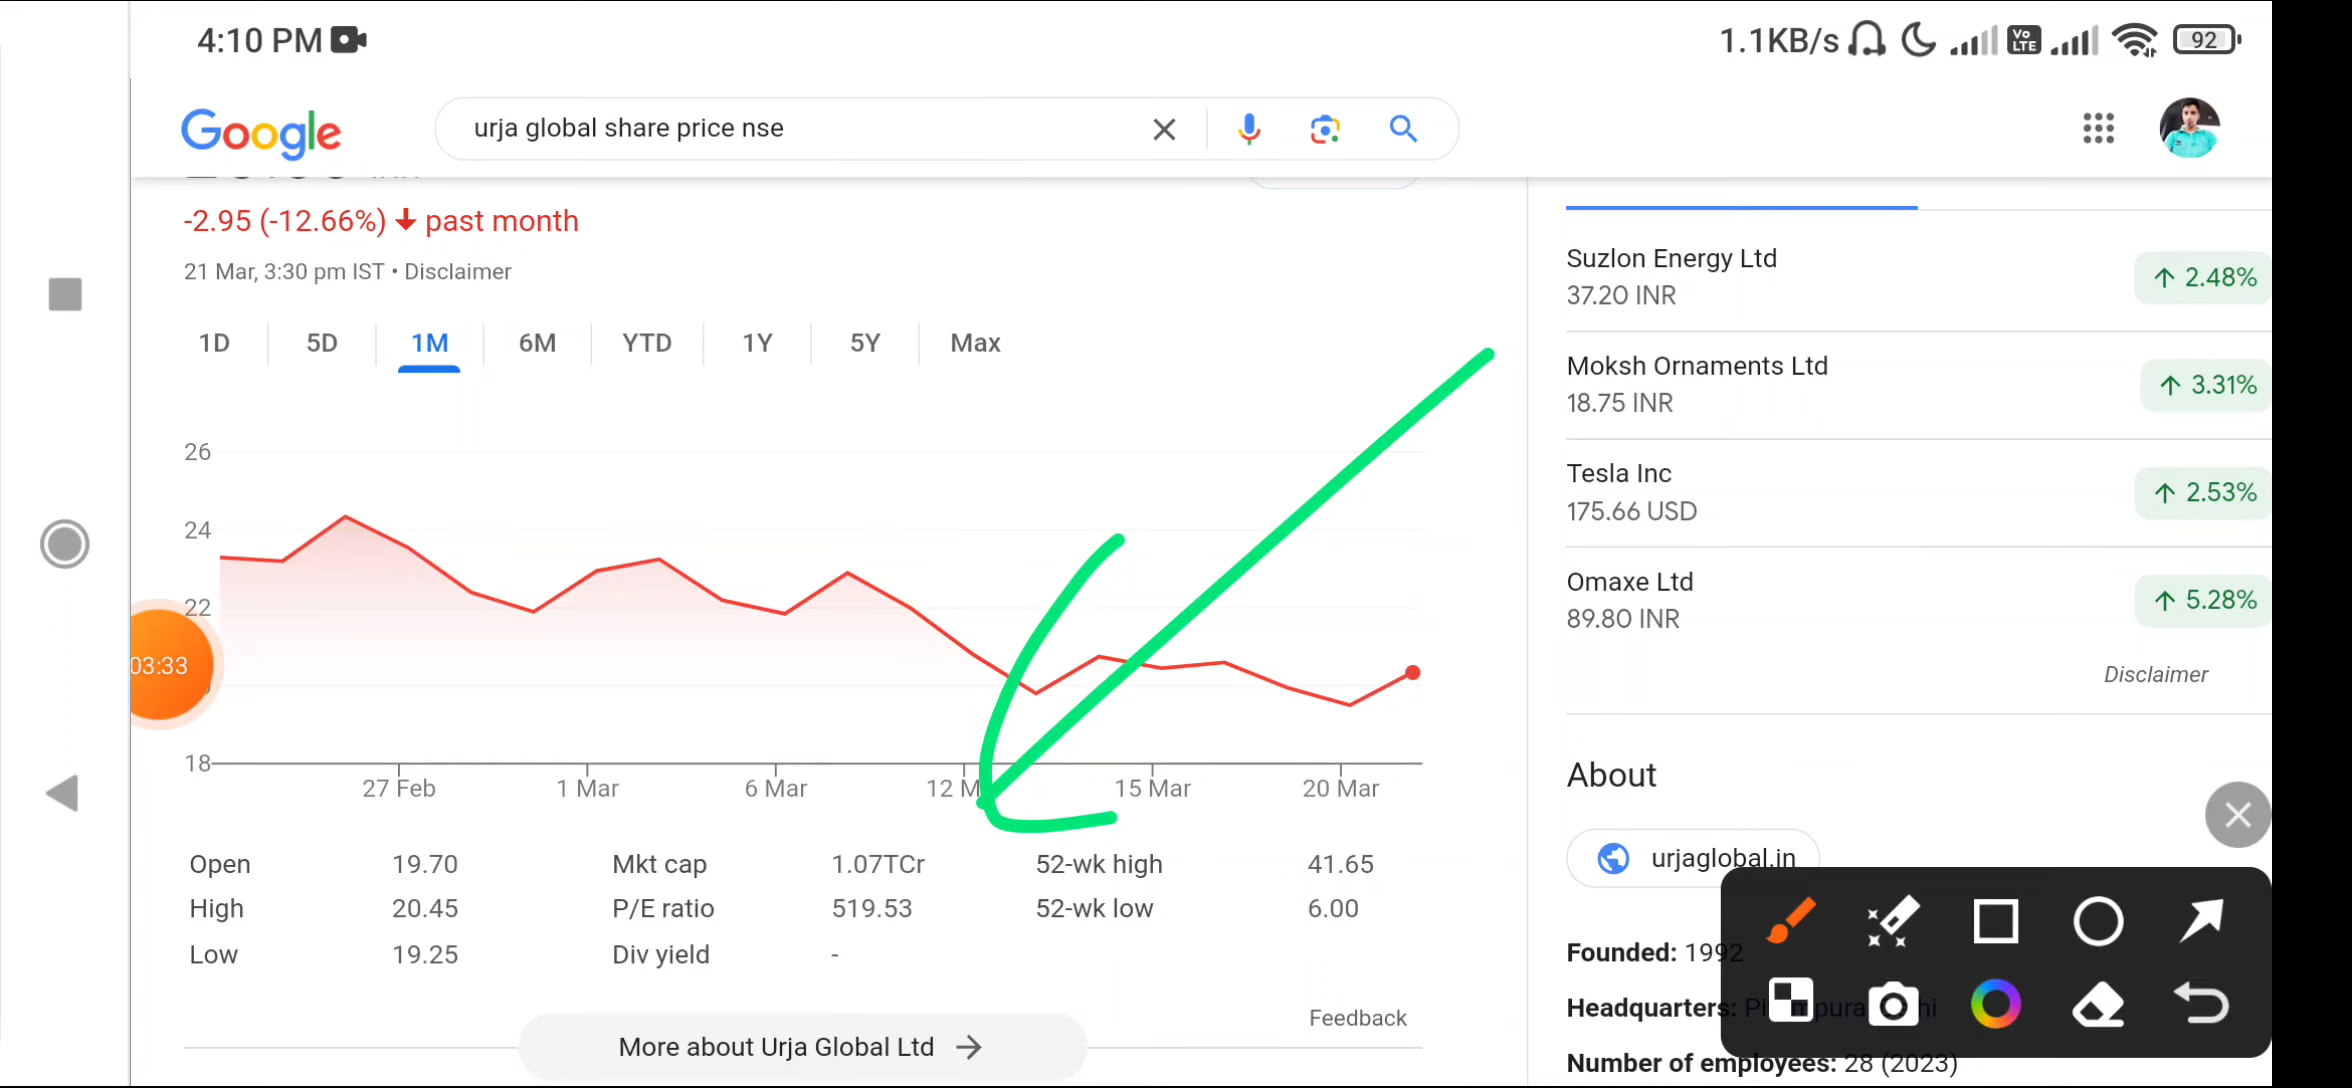 4:10 PM
1.1KB/s
Vo LTE
92
Google
urja global share price nse
-2.95 (-12.66%) ↓ past month
21 Mar, 3:30 pm IST • Disclaimer
1D 5D 1M 6M YTD 1Y 5Y Max
26
24
22
18
27 Feb 1 Mar 6 Mar 12 M 15 Mar 20 Mar
03:33
Open 19.70 Mkt cap 1.07TCr 52-wk high 41.65
High 20.45 P/E ratio 519.53 52-wk low 6.00
Low 19.25 Div yield -
Feedback
More about Urja Global Ltd →
Suzlon Energy Ltd
37.20 INR
↑ 2.48%
Moksh Ornaments Ltd
18.75 INR
↑ 3.31%
Tesla Inc
175.66 USD
↑ 2.53%
Omaxe Ltd
89.80 INR
↑ 5.28%
Disclaimer
About
urjaglobal.in
Founded: 1992
Headquarters:
Number of employees: 28 (2023)